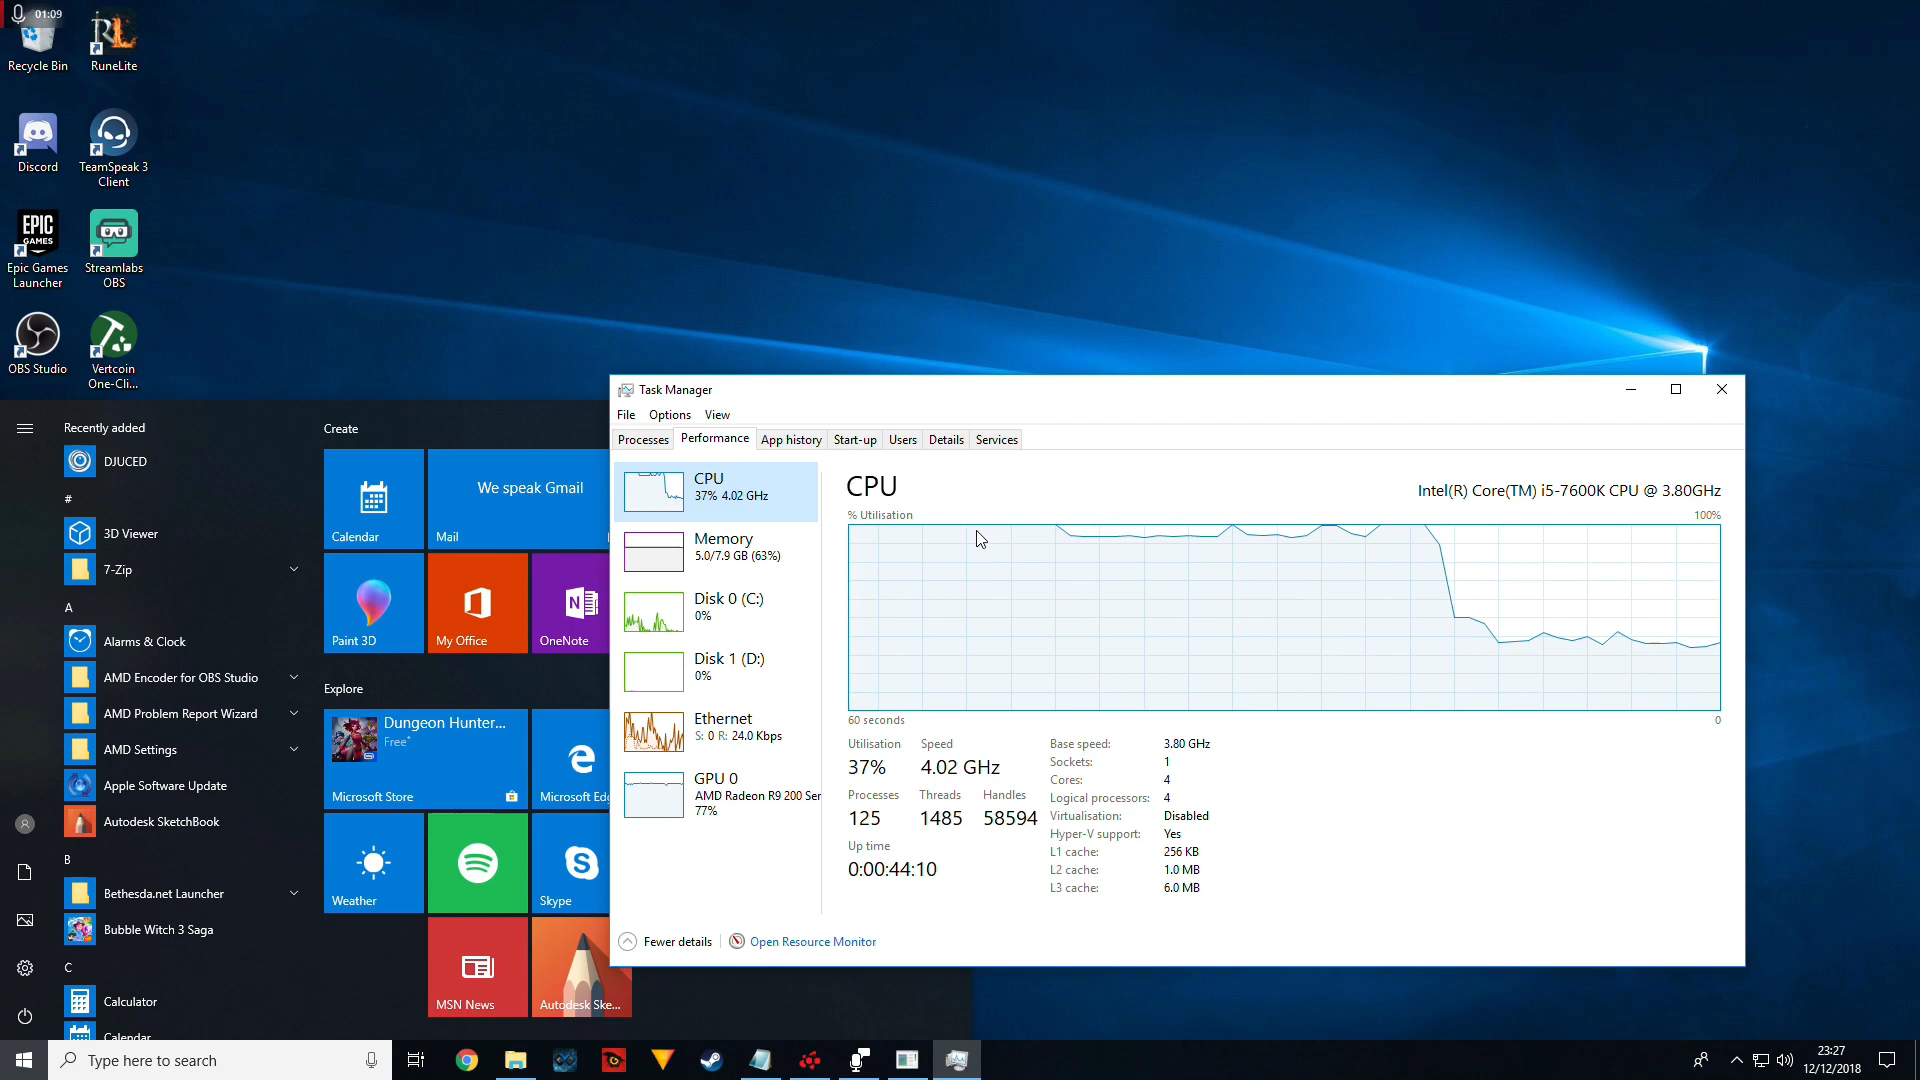 01:09
Recycle Bin
RuneLite
Discord
TeamSpeak 3
Client
EPIC
GAMES
Epic Games
Launcher
Streamlabs
OBS
OBS Studio
Vertcoin
One-Cli...
Recently added
DJUCED
#
3D Viewer
7-Zip
A
Alarms & Clock
AMD Encoder for OBS Studio
AMD Problem Report Wizard
AMD Settings
Apple Software Update
Autodesk SketchBook
B
Bethesda.net Launcher
Bubble Witch 3 Saga
C
Calculator
Calendar
Create
Calendar
We speak Gmail
Mail
Paint 3D
My Office
OneNote
Explore
Dungeon Hunter...
Free*
Microsoft Store
Microsoft Edg
Weather
Skype
MSN News
Autodesk Ske...
Task Manager
File Options View
Processes Performance App history Start-up Users Details Services
CPU
37% 4.02 GHz
Memory
5.0/7.9 GB (63%)
Disk 0 (C:)
0%
Disk 1 (D:)
0%
Ethernet
S: 0 R: 24.0 Kbps
GPU 0
AMD Radeon R9 200 Ser
77%
CPU
Intel(R) Core(TM) i5-7600K CPU @ 3.80GHz
% Utilisation 100%
60 seconds 0
Utilisation Speed
37% 4.02 GHz
Processes Threads Handles
125 1485 58594
Up time
0:00:44:10
Base speed: 3.80 GHz
Sockets: 1
Cores: 4
Logical processors: 4
Virtualisation: Disabled
Hyper-V support: Yes
L1 cache: 256 KB
L2 cache: 1.0 MB
L3 cache: 6.0 MB
Fewer details
Open Resource Monitor
Type here to search
23:27
12/12/2018